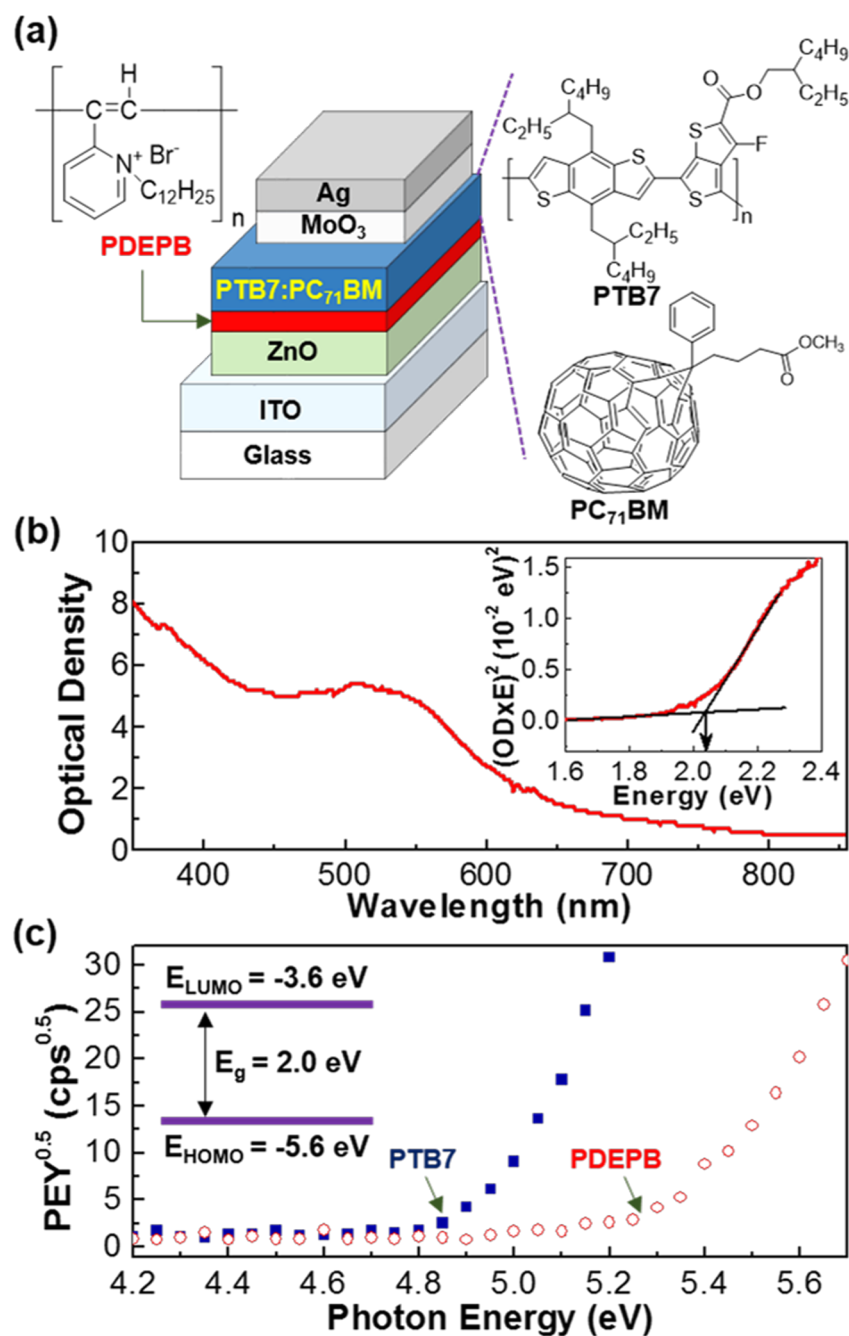 (a)
H
C=C
N⁺ Br⁻
C₁₂H₂₅
n
PDEPB
Ag
MoO₃
PTB7:PC₇₁BM
ZnO
ITO
Glass
C₄H₉
C₂H₅
O
O
C₄H₉
C₂H₅
S
S
F
S
S
n
C₂H₅
C₄H₉
PTB7
OCH₃
O
PC₇₁BM
(b)
Optical Density
10
8
6
4
2
0
400 500 600 700 800
Wavelength (nm)
(ODxE)² (10⁻² eV)²
1.5
1.0
0.5
0.0
1.6 1.8 2.0 2.2 2.4
Energy (eV)
(c)
PEY⁰·⁵ (cps⁰·⁵)
30
25
20
15
10
5
0
E_LUMO = -3.6 eV
E_g = 2.0 eV
E_HOMO = -5.6 eV
PTB7
PDEPB
4.2 4.4 4.6 4.8 5.0 5.2 5.4 5.6
Photon Energy (eV)